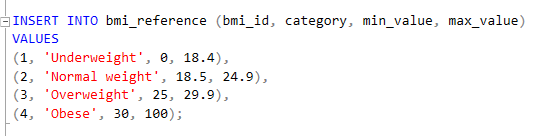 INSERT INTO bmi_reference (bmi_id, category, min_value, max_value)
VALUES
(1, 'Underweight', 0, 18.4),
(2, 'Normal weight', 18.5, 24.9),
(3, 'Overweight', 25, 29.9),
(4, 'Obese', 30, 100);